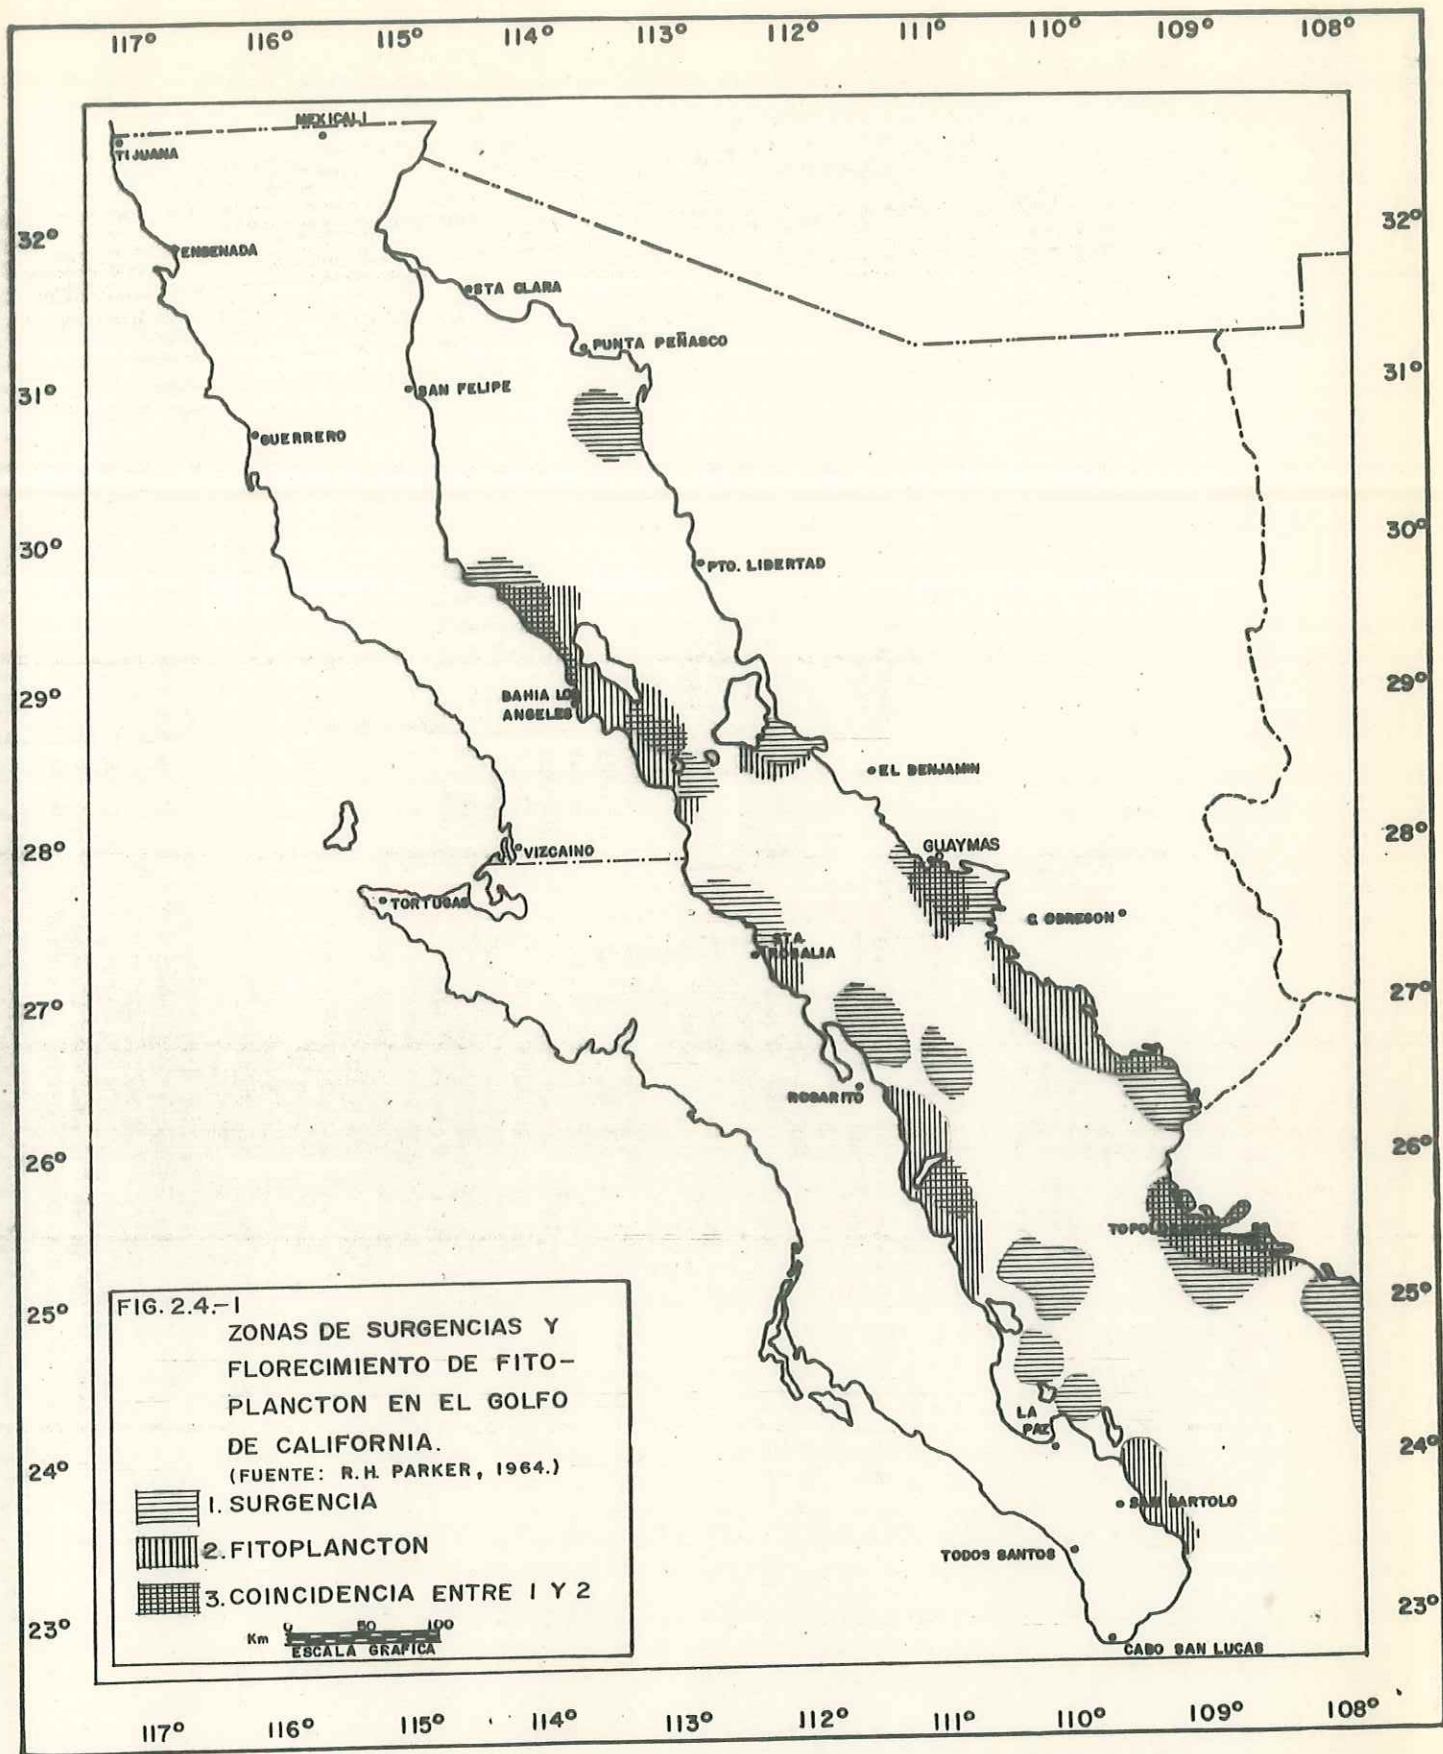 117° 116° 115° 114° 113° 112° 111° 110° 109° 108°
MEXICALI
TIJUANA
32° 32°
ENSENADA
STA CLARA
PUNTA PEÑASCO
31° 31°
SAN FELIPE
GUERRERO
30° 30°
PTO. LIBERTAD
29° 29°
BAHIA LOS
ANGELES
EL BENJAMIN
28° 28°
GUAYMAS
VIZCAINO
TORTUGAS
C. OBREGON
STA.
ROSALIA
27° 27°
ROSARITO
26° 26°
25° 25°
FIG. 2.4.-1
ZONAS DE SURGENCIAS Y
FLORECIMIENTO DE FITO-
PLANCTON EN EL GOLFO
DE CALIFORNIA.
(FUENTE: R.H. PARKER, 1964.)
1. SURGENCIA
2. FITOPLANCTON
3. COINCIDENCIA ENTRE 1 Y 2
Km 0 50 100
ESCALA GRAFICA
LA
PAZ
24° 24°
SAN BARTOLO
TODOS SANTOS
23° 23°
CABO SAN LUCAS
117° 116° 115° 114° 113° 112° 111° 110° 109° 108°